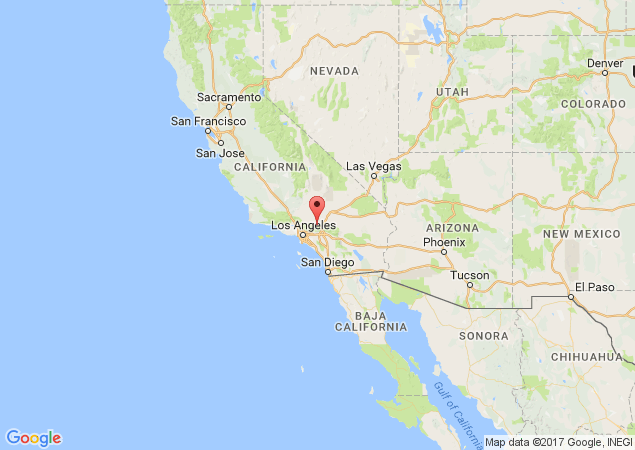 NEVADA
UTAH
Denver
COLORADO
Sacramento
San Francisco
San Jose
CALIFORNIA
Las Vegas
Los Angeles
ARIZONA
Phoenix
NEW MEXICO
San Diego
Tucson
El Paso
BAJA
CALIFORNIA
SONORA
CHIHUAHUA
Gulf of California
Google
Map data ©2017 Google, INEGI